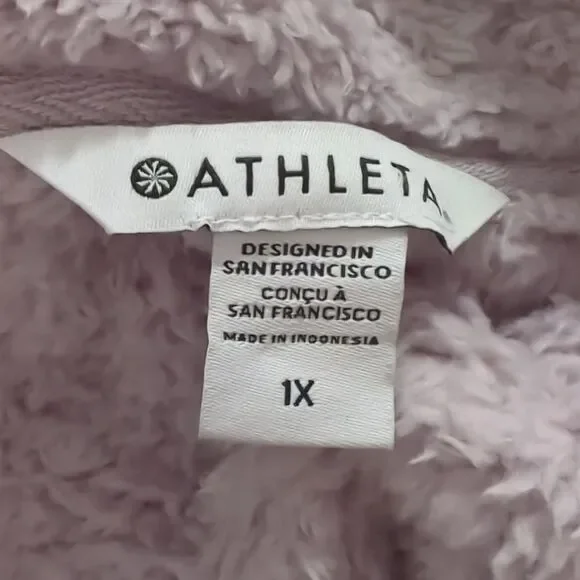 ATHLETA
DESIGNED IN
SAN FRANCISCO
CONÇU À
SAN FRANCISCO
MADE IN INDONESIA
1X